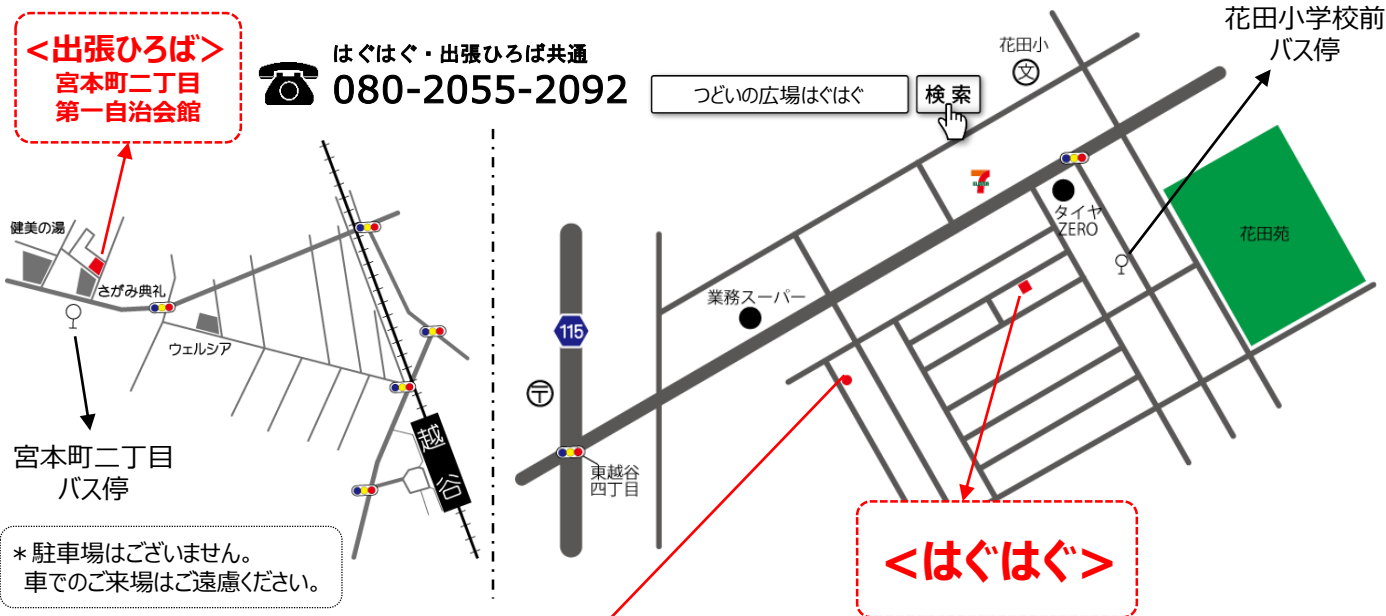 <出張ひろば>
宮本町二丁目
第一自治会館
はぐはぐ・出張ひろば共通
080-2055-2092
つどいの広場はぐはぐ
検索
花田小学校前
バス停
花田小
文
7
ELEVEN
タイヤ
ZERO
花田苑
業務スーパー
115
〒
東越谷
四丁目
健美の湯
さがみ典礼
ウェルシア
越谷
宮本町二丁目
バス停
＊駐車場はございません。
車でのご来場はご遠慮ください。
<はぐはぐ>